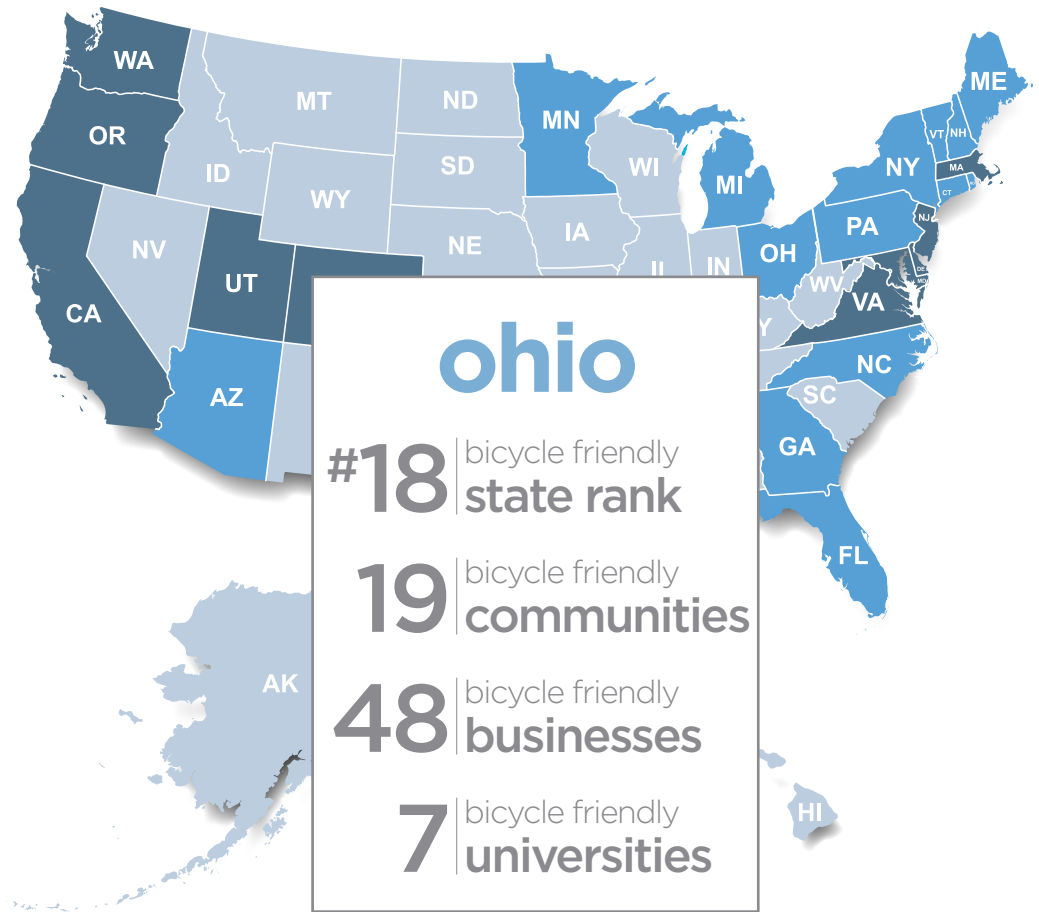 WA
MT
ND
MN
ME
OR
ID
SD
WI
MI
NY
VT
NH
MA
CT
WY
NV
NE
IA
IL
IN
OH
PA
NJ
UT
WV
DE
MD
CA
VA
AZ
NC
SC
GA
FL
AK
HI
ohio
#18
bicycle friendly
state rank
19
bicycle friendly
communities
48
bicycle friendly
businesses
7
bicycle friendly
universities